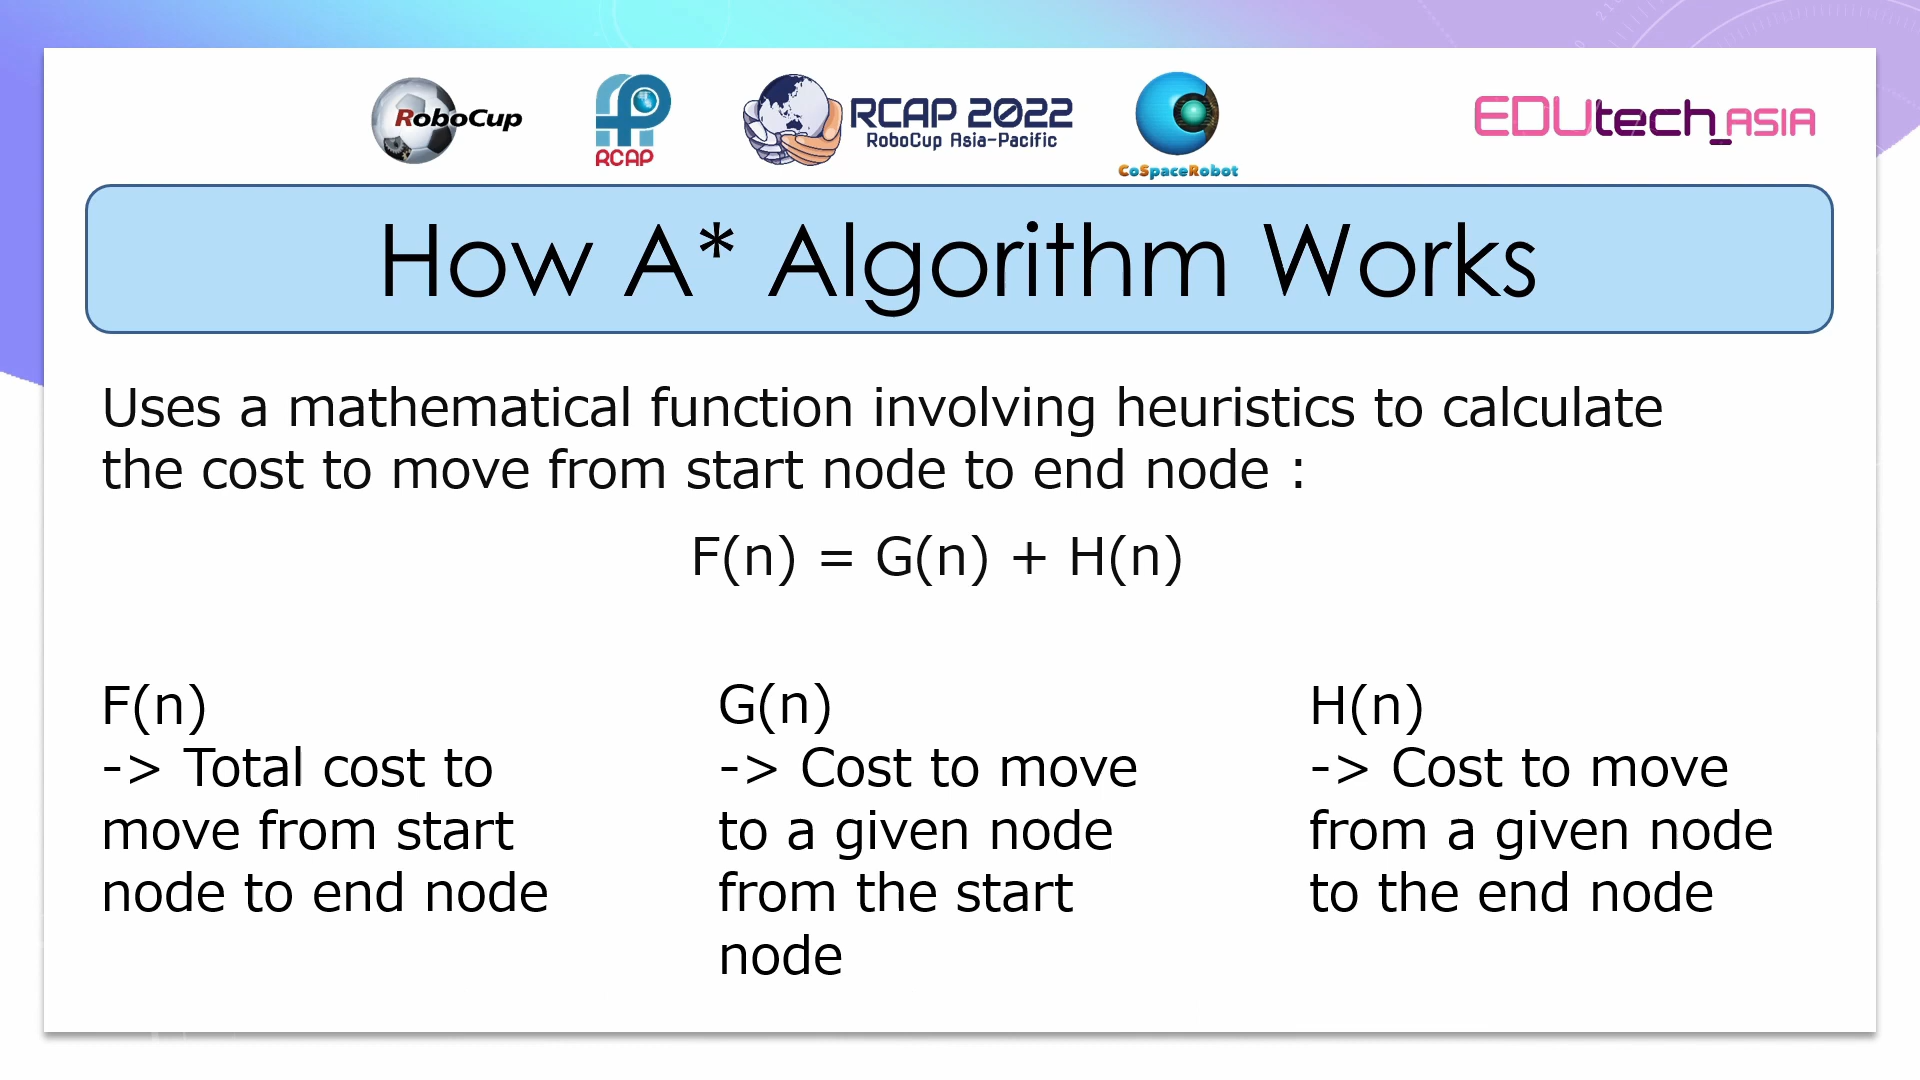 RoboCup
RCAP
RCAP 2022
RoboCup Asia-Pacific
CoSpaceRobot
EDUtech_ASIA
How A* Algorithm Works
Uses a mathematical function involving heuristics to calculate
the cost to move from start node to end node :
F(n) = G(n) + H(n)
F(n)
-> Total cost to
move from start
node to end node
G(n)
-> Cost to move
to a given node
from the start
node
H(n)
-> Cost to move
from a given node
to the end node